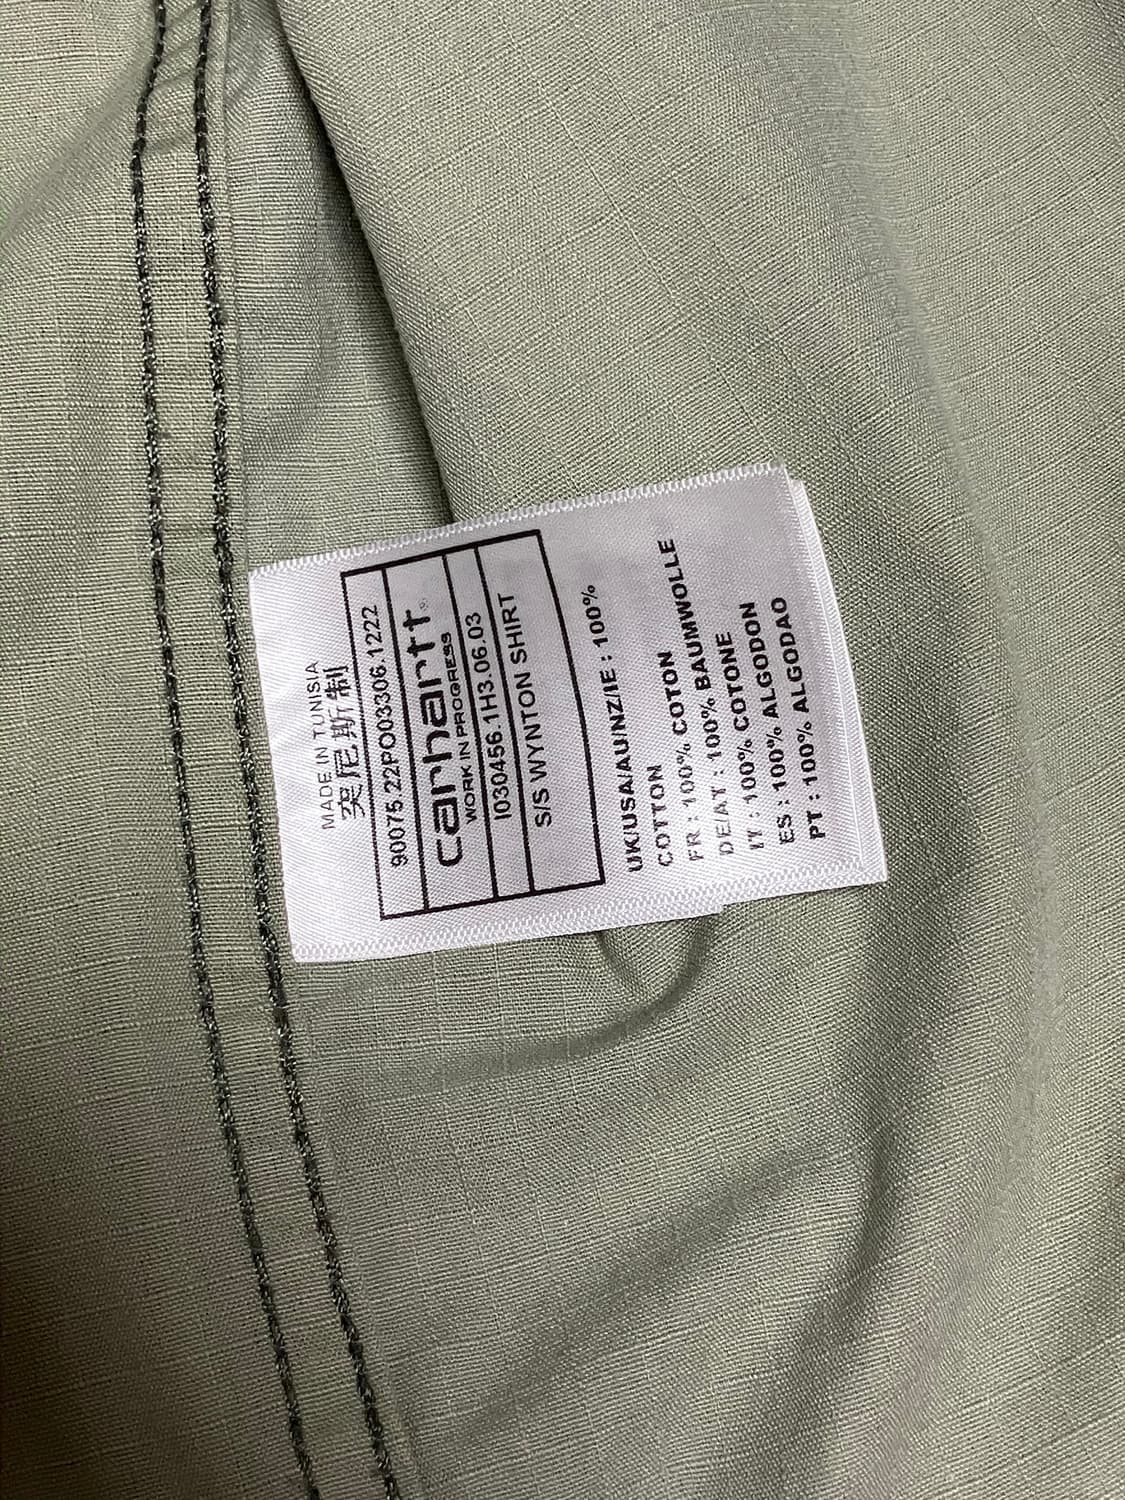 MADE IN TUNISIA
突尼斯制
90075.22PO003306.1222
carhartt®
WORK IN PROGRESS
I030456.1H3.06.03
S/S WYNTON SHIRT
UK/USA/AU/NZ/IE : 100%
COTTON
FR : 100% COTON
DE/AT : 100% BAUMWOLLE
IT : 100% COTONE
ES : 100% ALGODON
PT : 100% ALGODAO